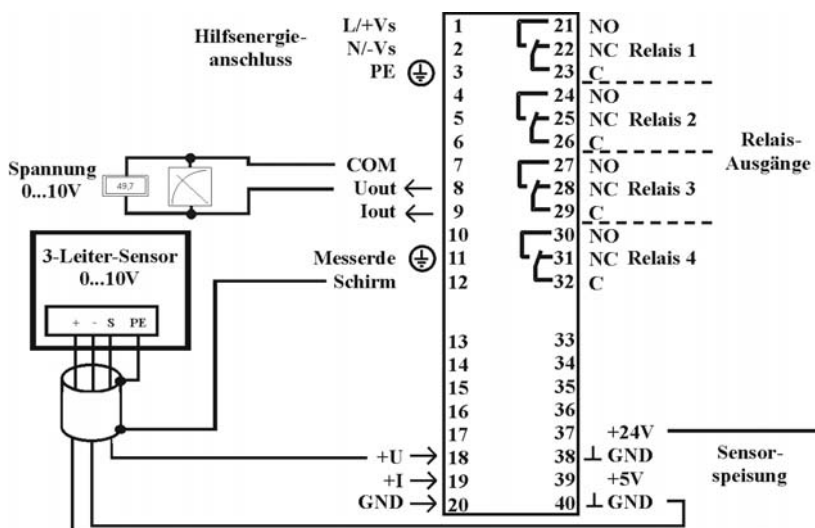 L/+Vs 1 21 NO
Hilfsenergie-
anschluss
N/-Vs 2 22 NC Relais 1
PE 3 23 C
4 24 NO
5 25 NC Relais 2
6 26 C
Relais-
Ausgänge
Spannung
0...10V
49,7
COM 7 27 NO
Uout 8 28 NC Relais 3
Iout 9 29 C
3-Leiter-Sensor
0...10V
+ - S PE
10 30 NO
Messerde 11 31 NC Relais 4
Schirm 12 32 C
13 33
14 34
15 35
16 36
17 37 +24V
+U 18 38 ⊥ GND
Sensor-
speisung
+I 19 39 +5V
GND 20 40 ⊥ GND